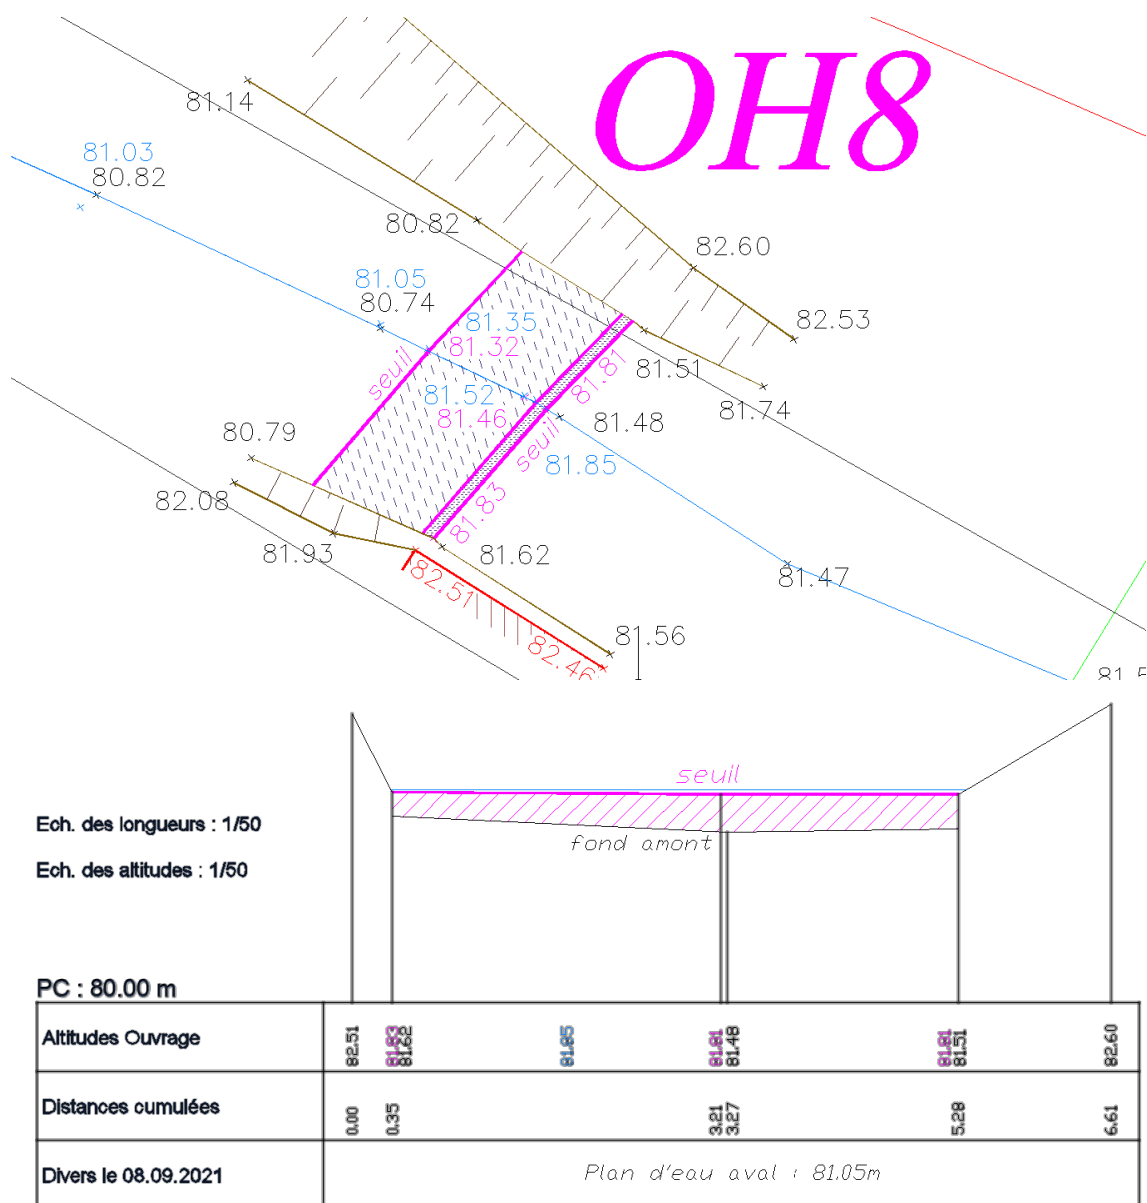 OH8
81.14
81.03
80.82
80.82
82.60
81.05
80.74
82.53
81.35
81.32
seuil
81.51
81.81
81.52
81.46
81.74
81.48
seuil
81.85
80.79
82.08
81.83
81.93
81.62
82.51
81.47
81.56
82.46
seuil
fond amont
Ech. des longueurs : 1/50
Ech. des altitudes : 1/50
PC : 80.00 m
Altitudes Ouvrage 82.51 81.83 81.62 81.85 81.81 81.48 81.81 81.51 82.60
Distances cumulées 0.00 0.35 3.21 3.27 5.28 6.61
Divers le 08.09.2021 Plan d'eau aval : 81.05m